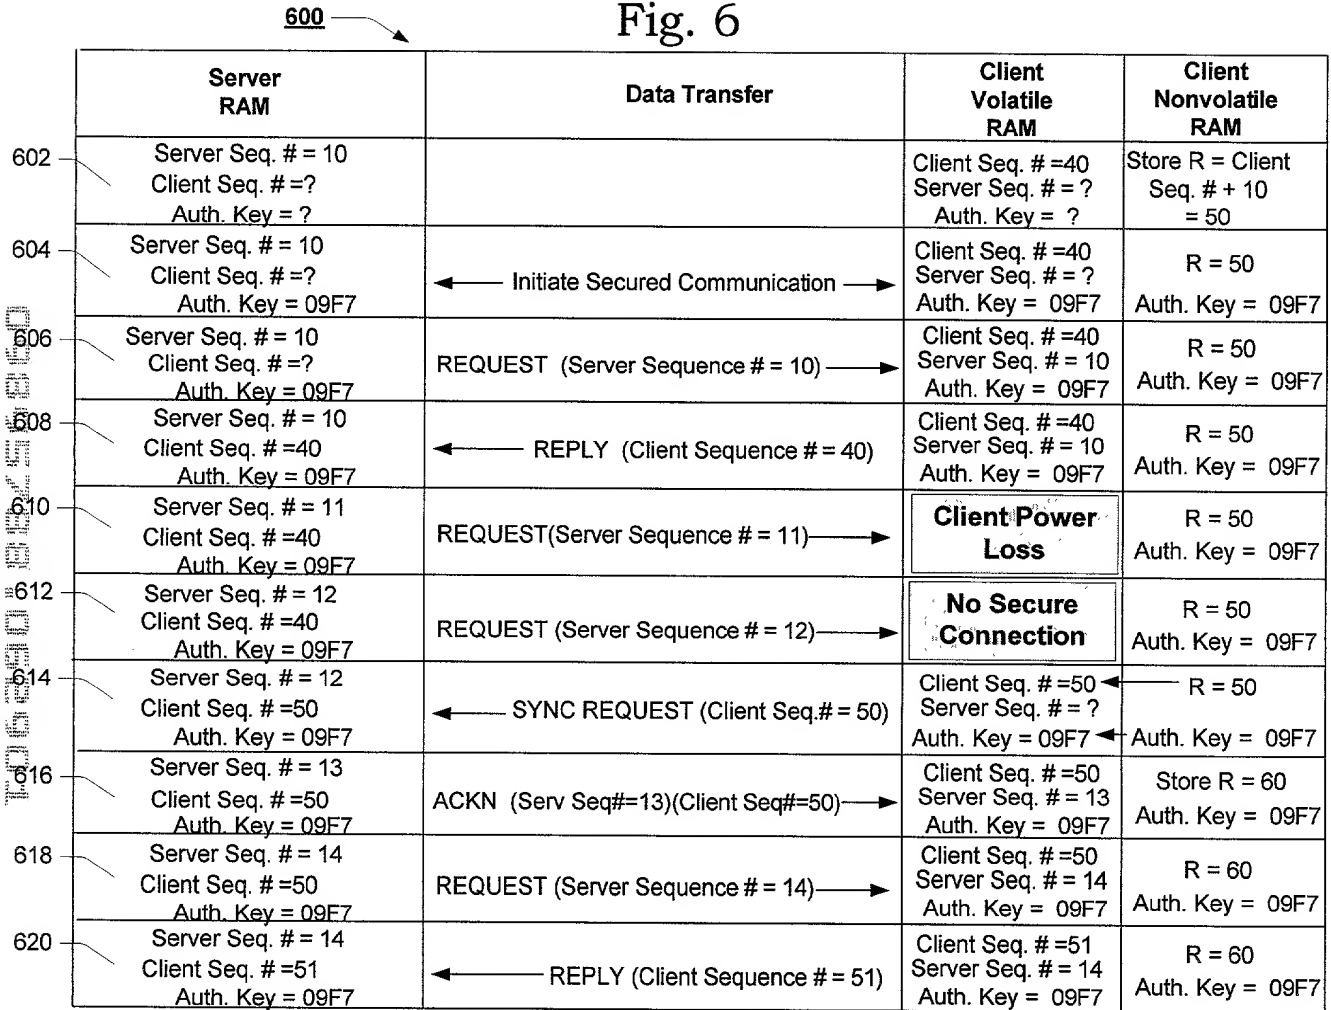 600
Fig. 6
Server
RAM
Data Transfer
Client
Volatile
RAM
Client
Nonvolatile
RAM
602
Server Seq. # = 10
Client Seq. # =?
Auth. Key = ?
Client Seq. # =40
Server Seq. # = ?
Auth. Key = ?
Store R = Client
Seq. # + 10
= 50
604
Server Seq. # = 10
Client Seq. # =?
Auth. Key = 09F7
Initiate Secured Communication
Client Seq. # =40
Server Seq. # = ?
Auth. Key = 09F7
R = 50
Auth. Key = 09F7
606
Server Seq. # = 10
Client Seq. # =?
Auth. Key = 09F7
REQUEST (Server Sequence # = 10)
Client Seq. # =40
Server Seq. # = 10
Auth. Key = 09F7
R = 50
Auth. Key = 09F7
608
Server Seq. # = 10
Client Seq. # =40
Auth. Key = 09F7
REPLY (Client Sequence # = 40)
Client Seq. # =40
Server Seq. # = 10
Auth. Key = 09F7
R = 50
Auth. Key = 09F7
610
Server Seq. # = 11
Client Seq. # =40
Auth. Key = 09F7
REQUEST(Server Sequence # = 11)
Client Power
Loss
R = 50
Auth. Key = 09F7
612
Server Seq. # = 12
Client Seq. # =40
Auth. Key = 09F7
REQUEST (Server Sequence # = 12)
No Secure
Connection
R = 50
Auth. Key = 09F7
614
Server Seq. # = 12
Client Seq. # =50
Auth. Key = 09F7
SYNC REQUEST (Client Seq.# = 50)
Client Seq. # =50
Server Seq. # = ?
Auth. Key = 09F7
R = 50
Auth. Key = 09F7
616
Server Seq. # = 13
Client Seq. # =50
Auth. Key = 09F7
ACKN (Serv Seq#=13)(Client Seq#=50)
Client Seq. # =50
Server Seq. # = 13
Auth. Key = 09F7
Store R = 60
Auth. Key = 09F7
618
Server Seq. # = 14
Client Seq. # =50
Auth. Key = 09F7
REQUEST (Server Sequence # = 14)
Client Seq. # =50
Server Seq. # = 14
Auth. Key = 09F7
R = 60
Auth. Key = 09F7
620
Server Seq. # = 14
Client Seq. # =51
Auth. Key = 09F7
REPLY (Client Sequence # = 51)
Client Seq. # =51
Server Seq. # = 14
Auth. Key = 09F7
R = 60
Auth. Key = 09F7